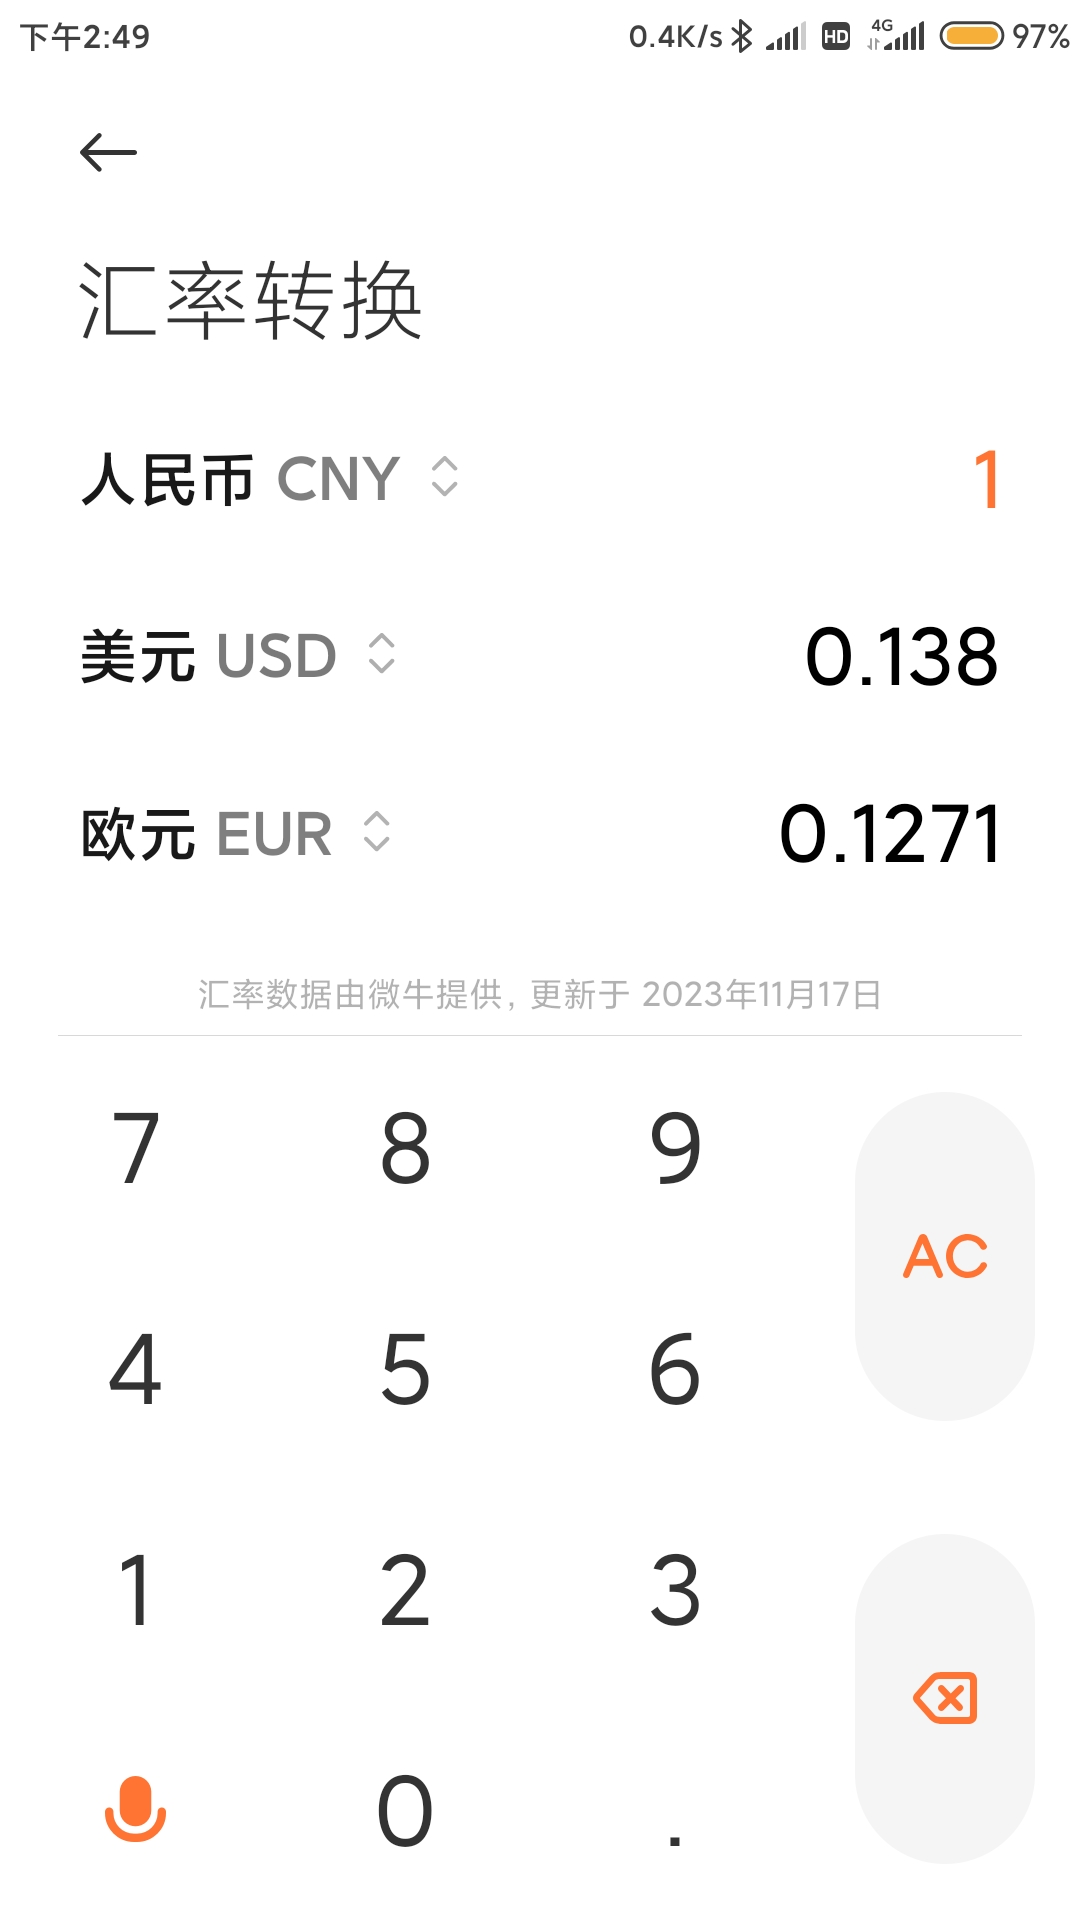 下午2:49 0.4K/s HD 4G 97%
汇率转换
人民币 CNY 1
美元 USD 0.138
欧元 EUR 0.1271
汇率数据由微牛提供，更新于 2023年11月17日
7 8 9
AC
4 5 6
1 2 3
0 .